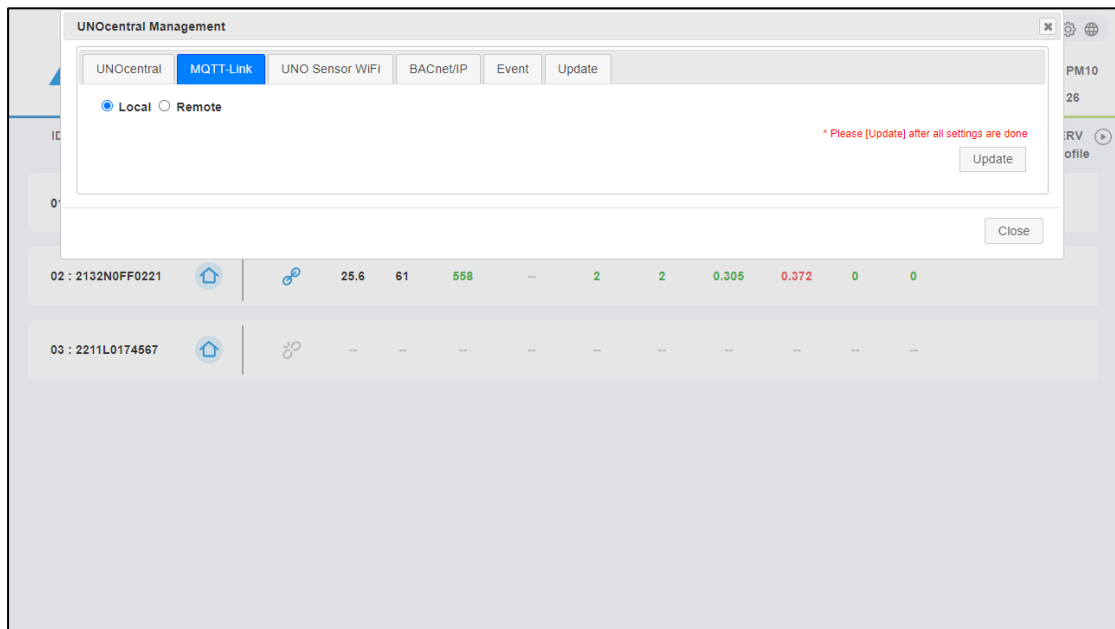 UNOcentral Management
UNOcentral MQTT-Link UNO Sensor WiFi BACnet/IP Event Update
PM10
Local Remote
26
* Please [Update] after all settings are done
Update
Close
02 : 2132N0FF0221 25.6 61 558 -- 2 2 0.305 0.372 0 0
03 : 2211L0174567 -- -- -- -- -- -- -- -- -- --